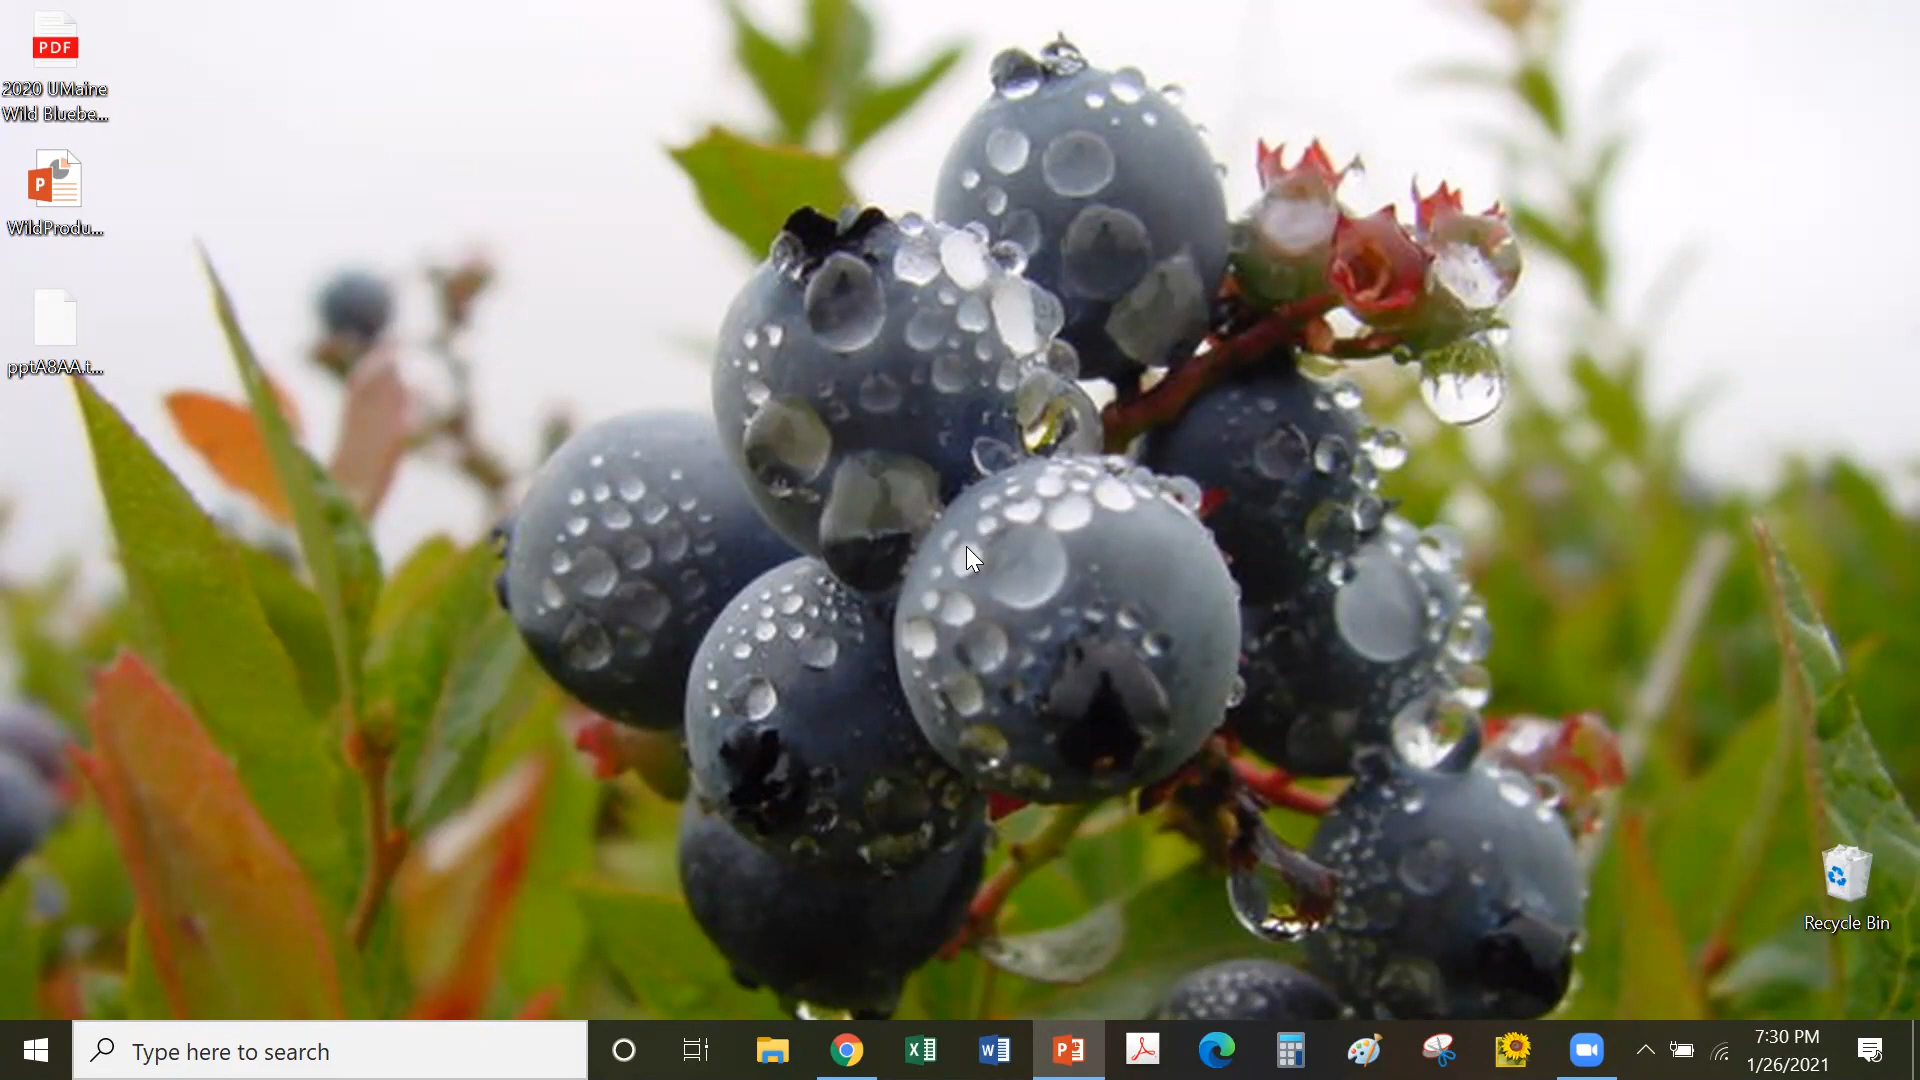 PDF
2020 UMaine
Wild Bluebe...
P
WildProdu...
pptA8AA.t...
Recycle Bin
Type here to search
7:30 PM
1/26/2021